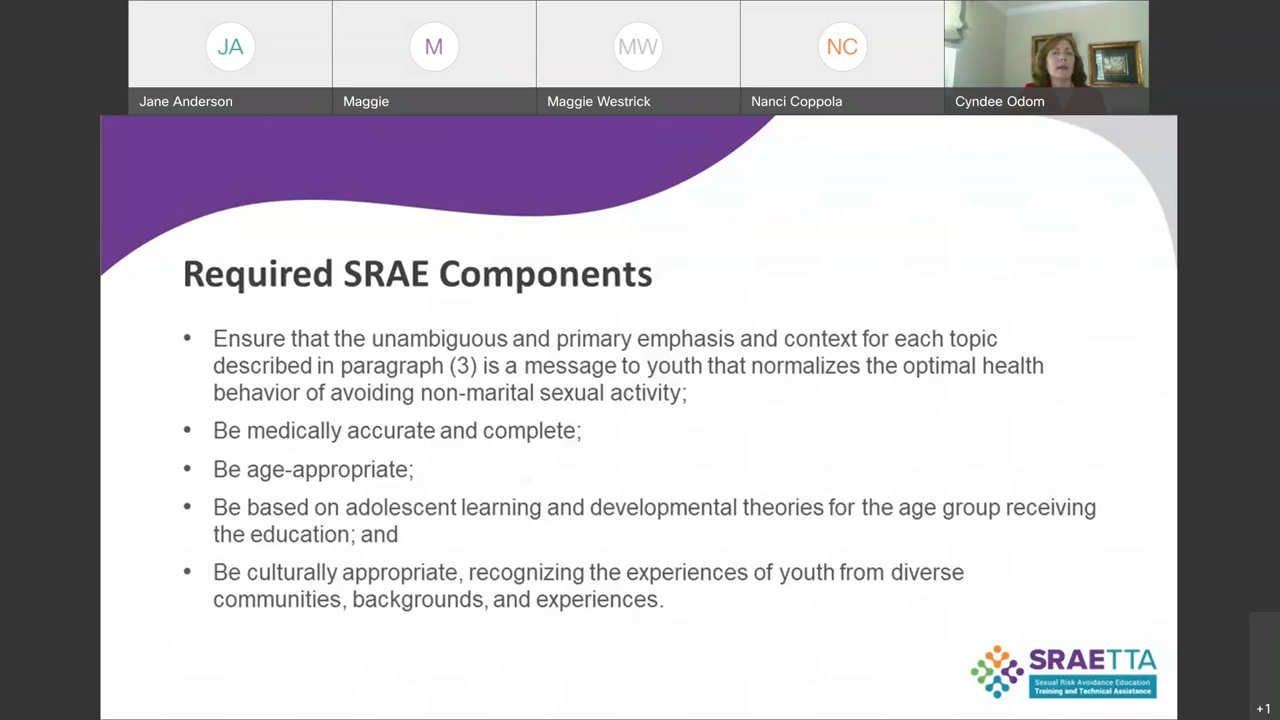 JA
M
MW
NC
Jane Anderson
Maggie
Maggie Westrick
Nanci Coppola
Cyndee Odom
Required SRAE Components
• Ensure that the unambiguous and primary emphasis and context for each topic
described in paragraph (3) is a message to youth that normalizes the optimal health
behavior of avoiding non-marital sexual activity;
• Be medically accurate and complete;
• Be age-appropriate;
• Be based on adolescent learning and developmental theories for the age group receiving
the education; and
• Be culturally appropriate, recognizing the experiences of youth from diverse
communities, backgrounds, and experiences.
SRAETTA
Sexual Risk Avoidance Education
Training and Technical Assistance
+1